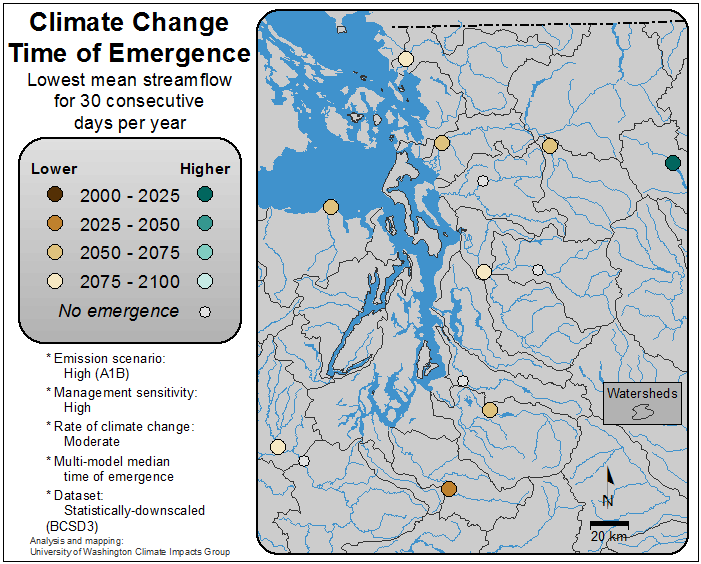 Climate Change
Time of Emergence
Lowest mean streamflow
for 30 consecutive
days per year
Lower Higher
2000 - 2025
2025 - 2050
2050 - 2075
2075 - 2100
No emergence
* Emission scenario:
High (A1B)
* Management sensitivity:
High
* Rate of climate change:
Moderate
* Multi-model median
time of emergence
* Dataset:
Statistically-downscaled
(BCSD3)
Analysis and mapping:
University of Washington Climate Impacts Group
Watersheds
N
20 km